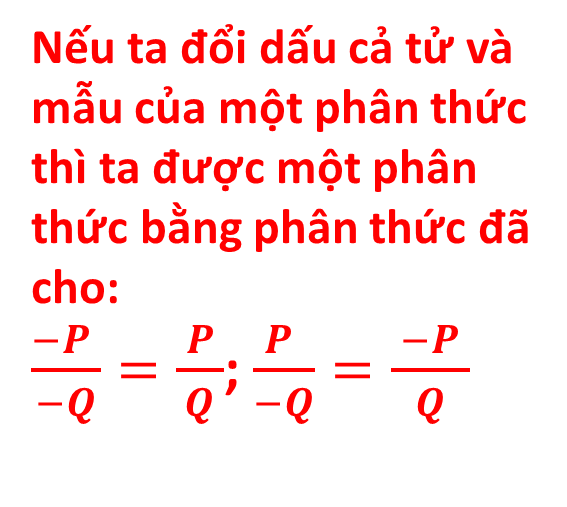 Nếu ta đổi dấu cả tử và
mẫu của một phân thức
thì ta được một phân
thức bằng phân thức đã
cho:
−P/−Q = P/Q; P/−Q = −P/Q